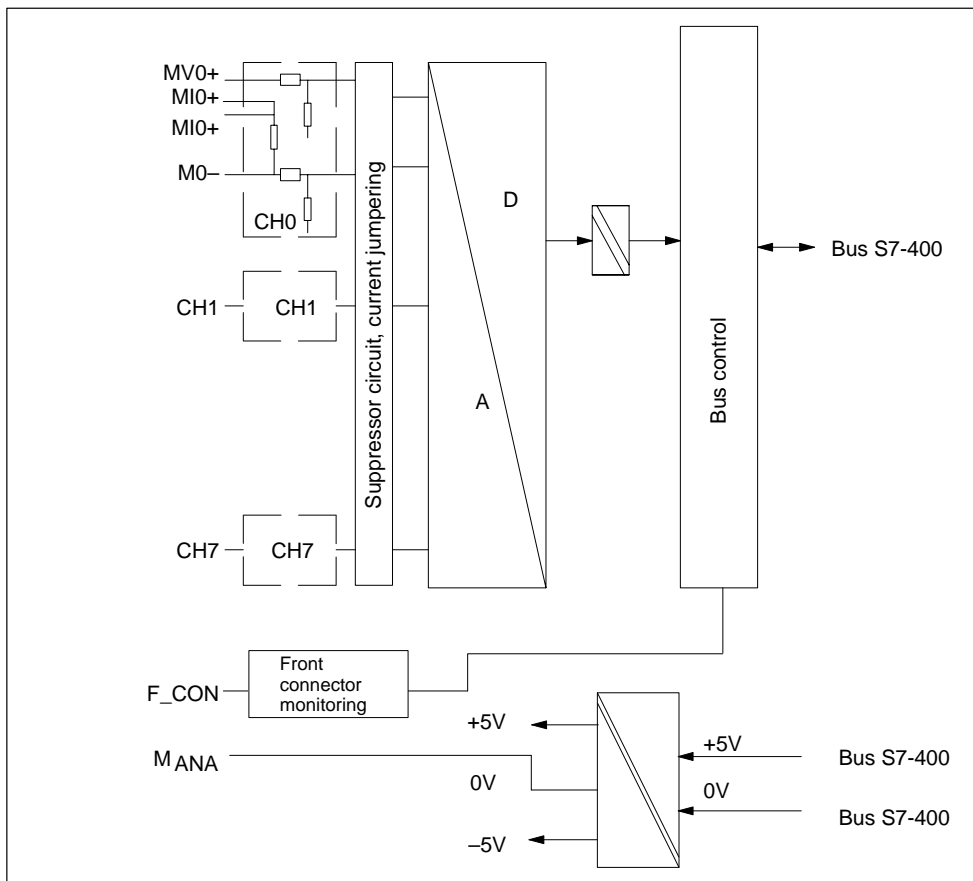 MV0+
MI0+
MI0+
M0–
CH0
CH1
CH1
CH7
CH7
Suppressor circuit, current jumpering
D
A
Bus control
Bus S7-400
F_CON
Front
connector
monitoring
M ANA
+5V
0V
–5V
+5V
0V
Bus S7-400
Bus S7-400